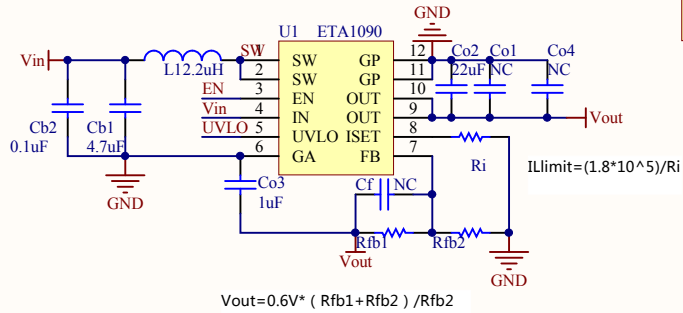 GND
U1 ETA1090
Vin
SW 1 SW GP 12 Co2 Co1 Co4
L1 2.2uH 2 SW GP 11 22uF NC NC
EN 3 EN OUT 10
Vin 4 IN OUT 9 Vout
UVLO 5 UVLO ISET 8
6 GA FB 7
Cb2 Cb1
0.1uF 4.7uF
Ri ILlimit=(1.8*10^5)/Ri
GND
Co3
1uF
Cf NC
Rfb1 Rfb2
Vout
GND
Vout=0.6V* ( Rfb1+Rfb2 ) /Rfb2